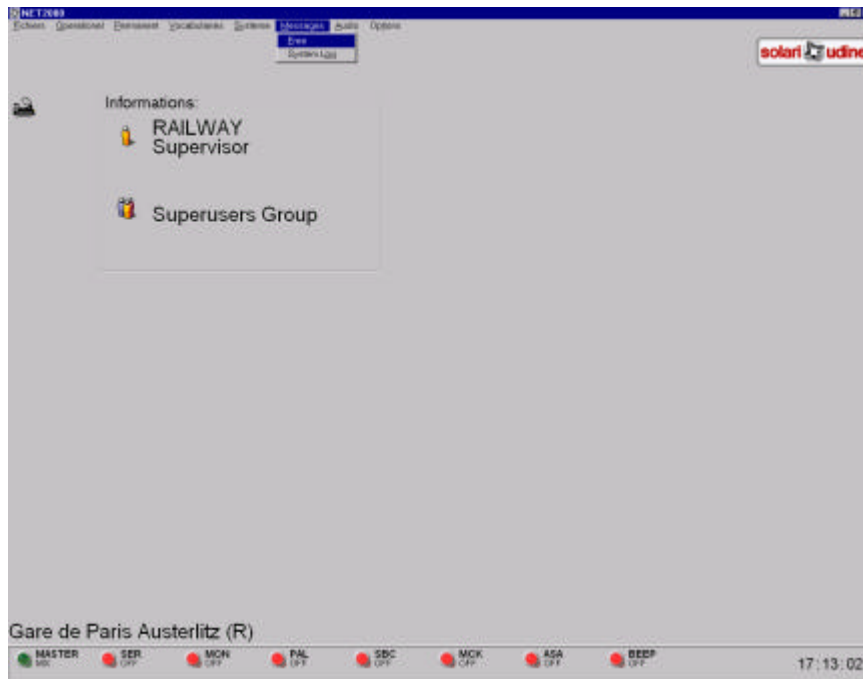 NET2000
Fichiers Operationel Permanent Vocabulaires Systeme Messages Audio Options
System Log
solari udine
Informations:
RAILWAY
Supervisor
Superusers Group
Gare de Paris Austerlitz (R)
MASTER SER MON PAL SBC MCK ASA BEEP
MIX OFF OFF OFF OFF OFF OFF OFF
17:13:02